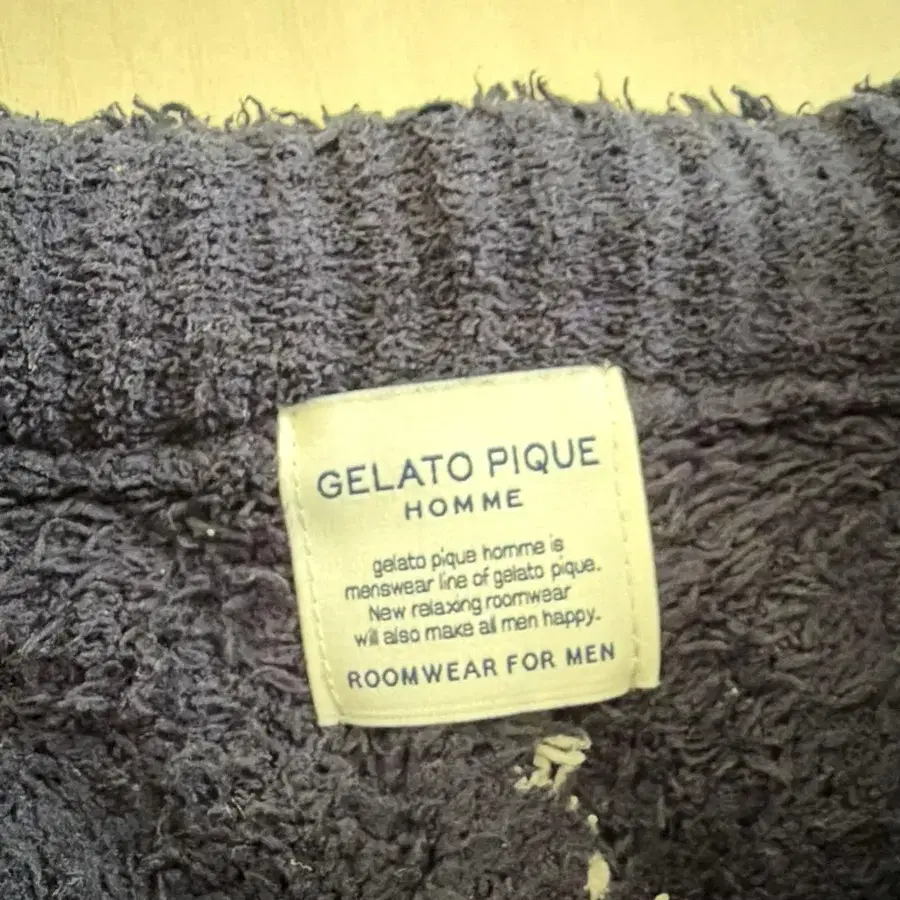 GELATO PIQUE
HOMME
gelato pique homme is
menswear line of gelato pique.
New relaxing roomwear
will also make all men happy.
ROOMWEAR FOR MEN